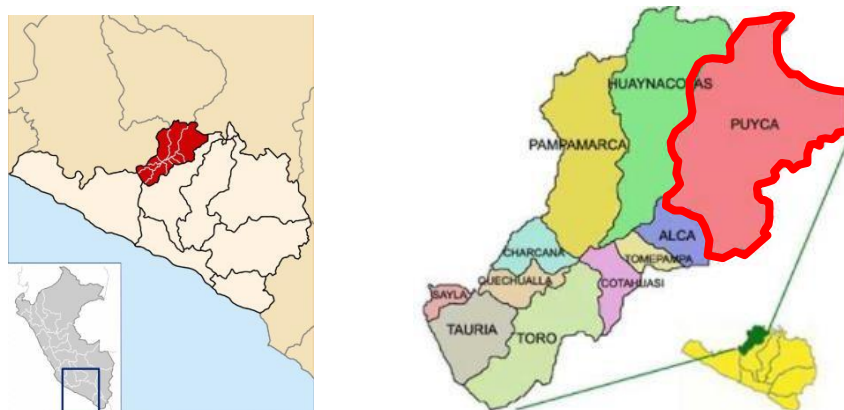 HUAYNACOTAS
PUYCA
PAMPAMARCA
ALCA
CHARCANA
TOMEPAMPA
QUECHUALLA
COTAHUASI
SAYLA
TAURIA
TORO